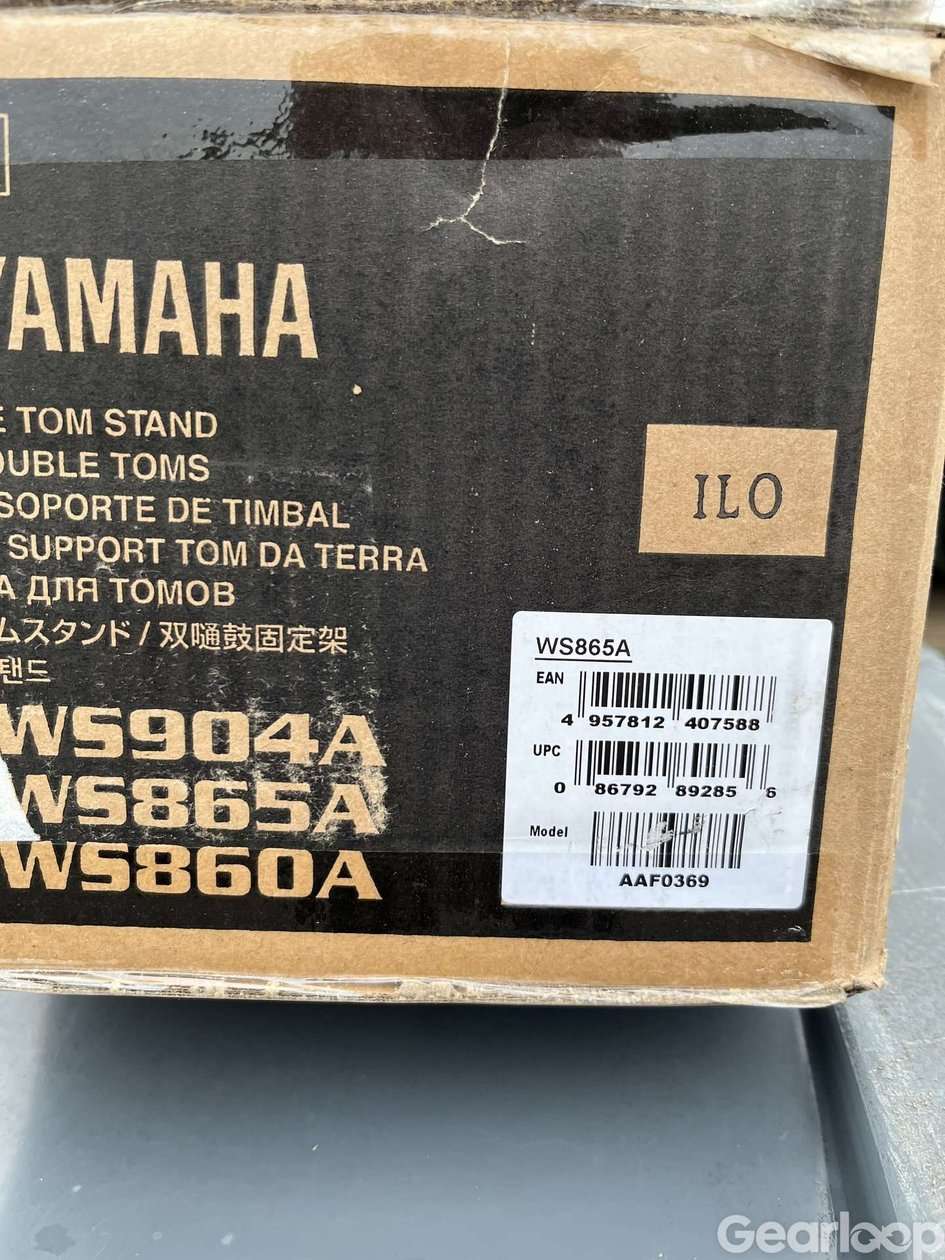 YAMAHA
E TOM STAND
OUBLE TOMS
SOPORTE DE TIMBAL
SUPPORT TOM DA TERRA
А ДЛЯ ТОМОВ
ムスタンド / 双嗵鼓固定架
탠드
WS904A
WS865A
WS860A
ILO
WS865A
EAN
4 957812 407588
UPC
0 86792 89285 6
Model
AAF0369
Gearloop